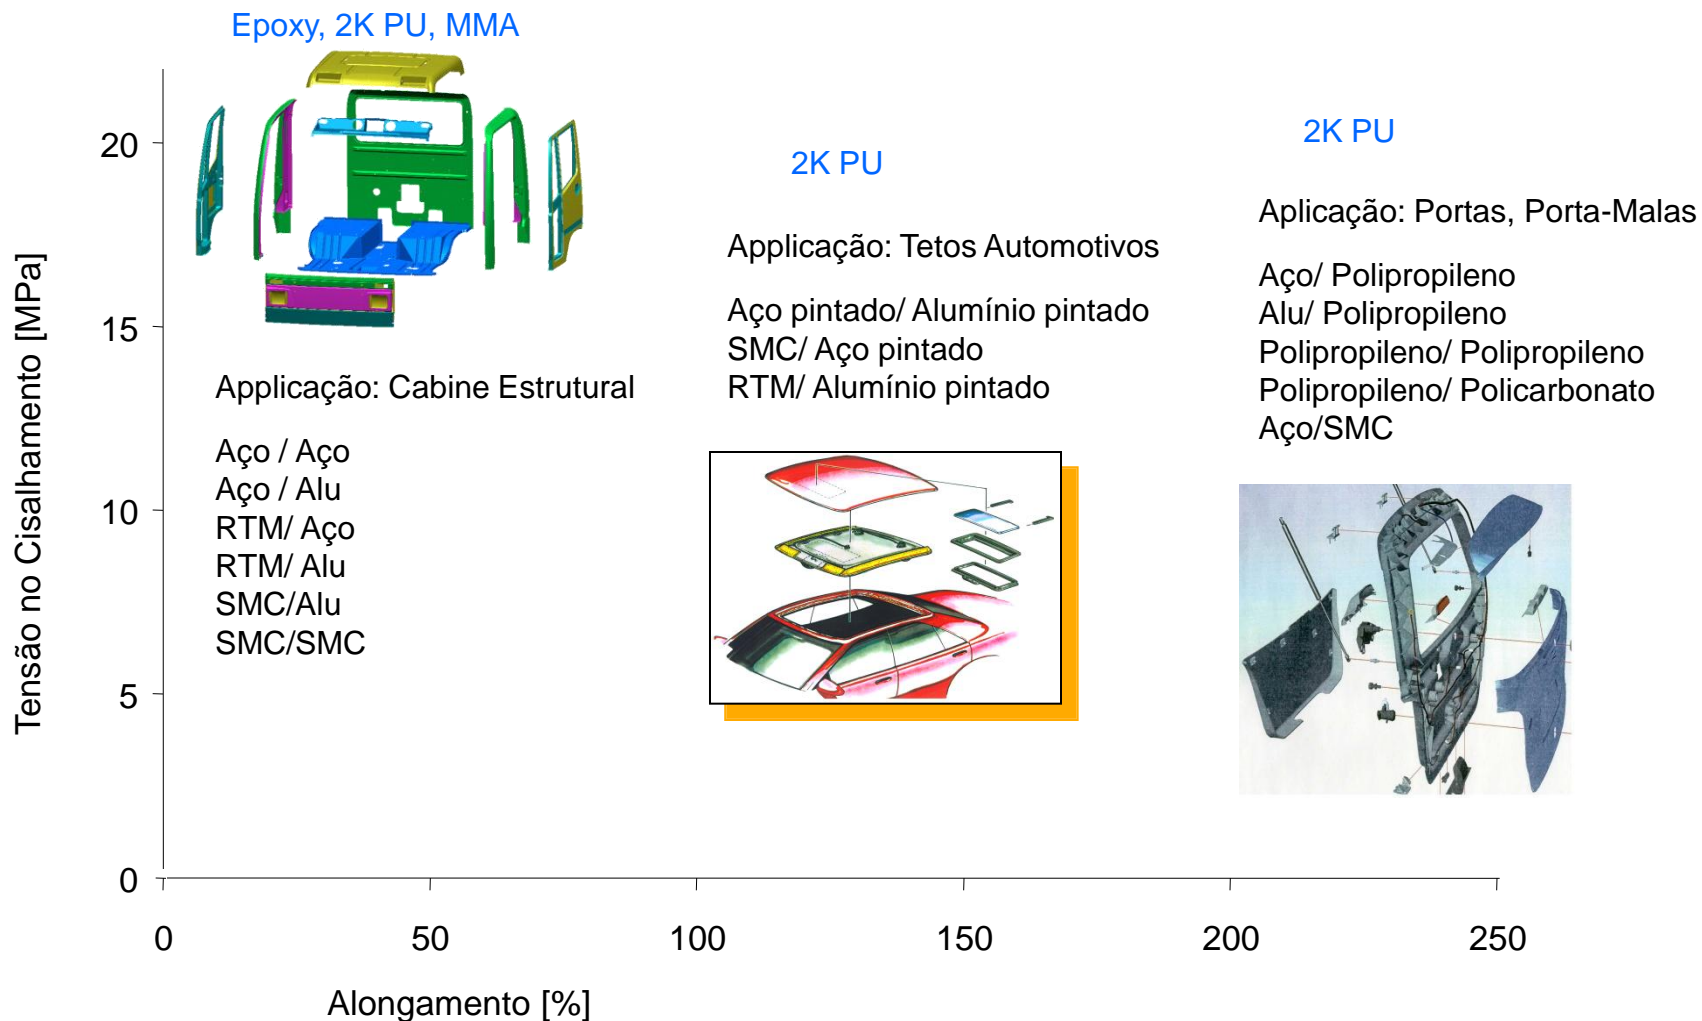 Epoxy, 2K PU, MMA
2K PU
2K PU
Aplicação: Portas, Porta-Malas
Applicação: Tetos Automotivos
Aço/ Polipropileno
Alu/ Polipropileno
Polipropileno/ Polipropileno
Polipropileno/ Policarbonato
Aço/SMC
Aço pintado/ Alumínio pintado
SMC/ Aço pintado
RTM/ Alumínio pintado
Applicação: Cabine Estrutural
Aço / Aço
Aço / Alu
RTM/ Aço
RTM/ Alu
SMC/Alu
SMC/SMC
Tensão no Cisalhamento [MPa]
20
15
10
5
0
0
50
100
150
200
250
Alongamento [%]